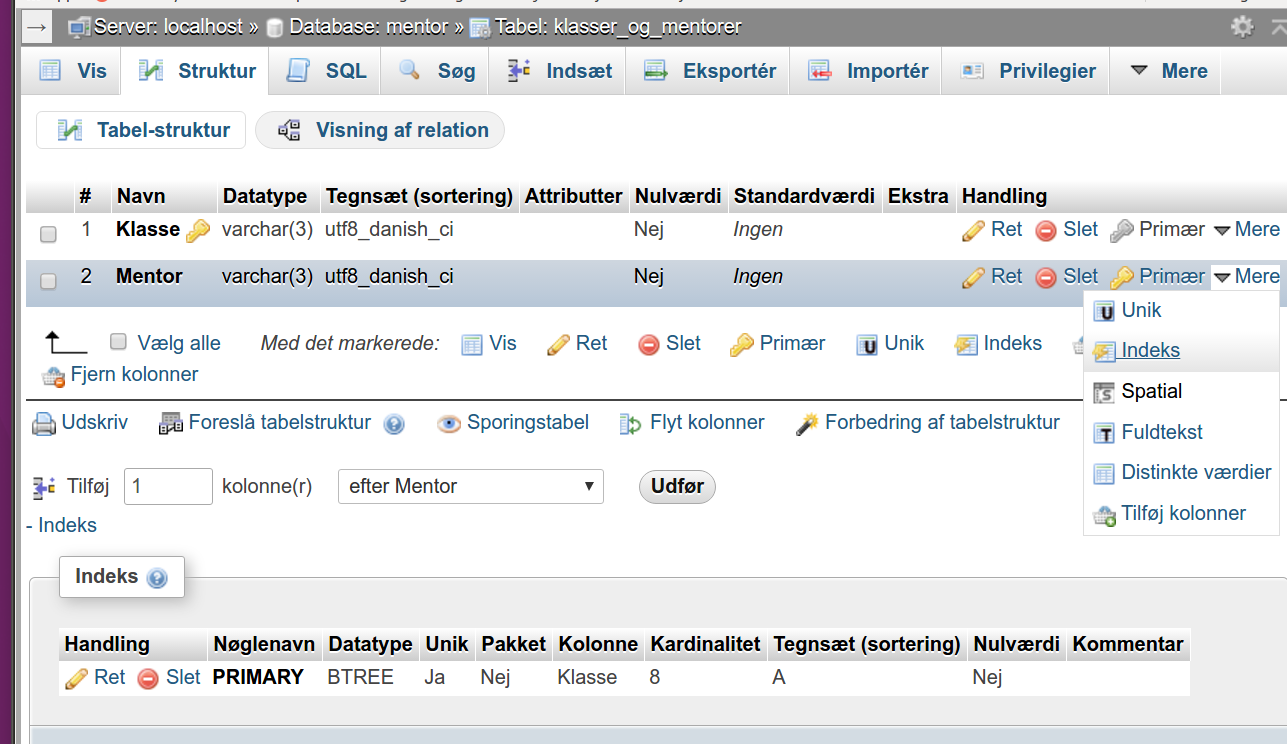 → Server: localhost » Database: mentor » Tabel: klasser_og_mentorer
Vis Struktur SQL Søg Indsæt Eksportér Importér Privilegier Mere
Tabel-struktur Visning af relation
# Navn Datatype Tegnsæt (sortering) Attributter Nulværdi Standardværdi Ekstra Handling
1 Klasse varchar(3) utf8_danish_ci Nej Ingen Ret Slet Primær Mere
2 Mentor varchar(3) utf8_danish_ci Nej Ingen Ret Slet Primær Mere
Unik
Indeks
Spatial
Fuldtekst
Distinkte værdier
Tilføj kolonner
Vælg alle Med det markerede: Vis Ret Slet Primær Unik Indeks
Fjern kolonner
Udskriv Foreslå tabelstruktur Sporingstabel Flyt kolonner Forbedring af tabelstruktur
Tilføj 1 kolonne(r) efter Mentor Udfør
- Indeks
Indeks
Handling Nøglenavn Datatype Unik Pakket Kolonne Kardinalitet Tegnsæt (sortering) Nulværdi Kommentar
Ret Slet PRIMARY BTREE Ja Nej Klasse 8 A Nej